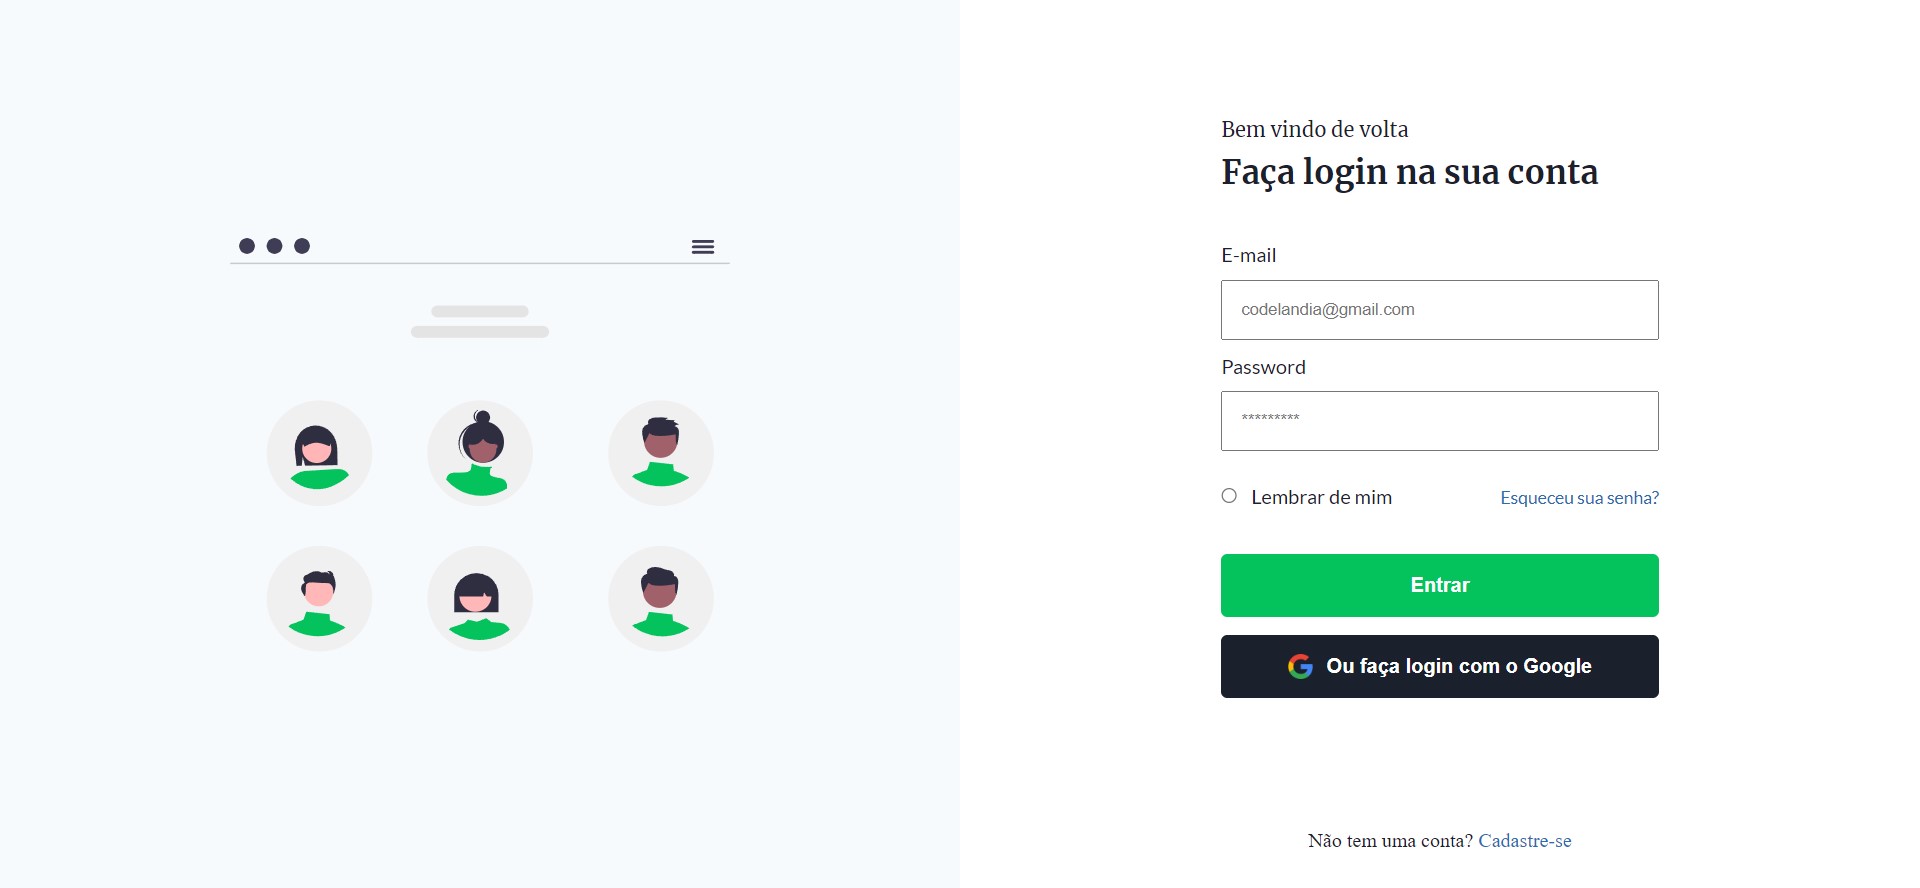 Bem vindo de volta
Faça login na sua conta
E-mail
codelandia@gmail.com
Password
*********
Lembrar de mim
Esqueceu sua senha?
Entrar
Ou faça login com o Google
Não tem uma conta? Cadastre-se